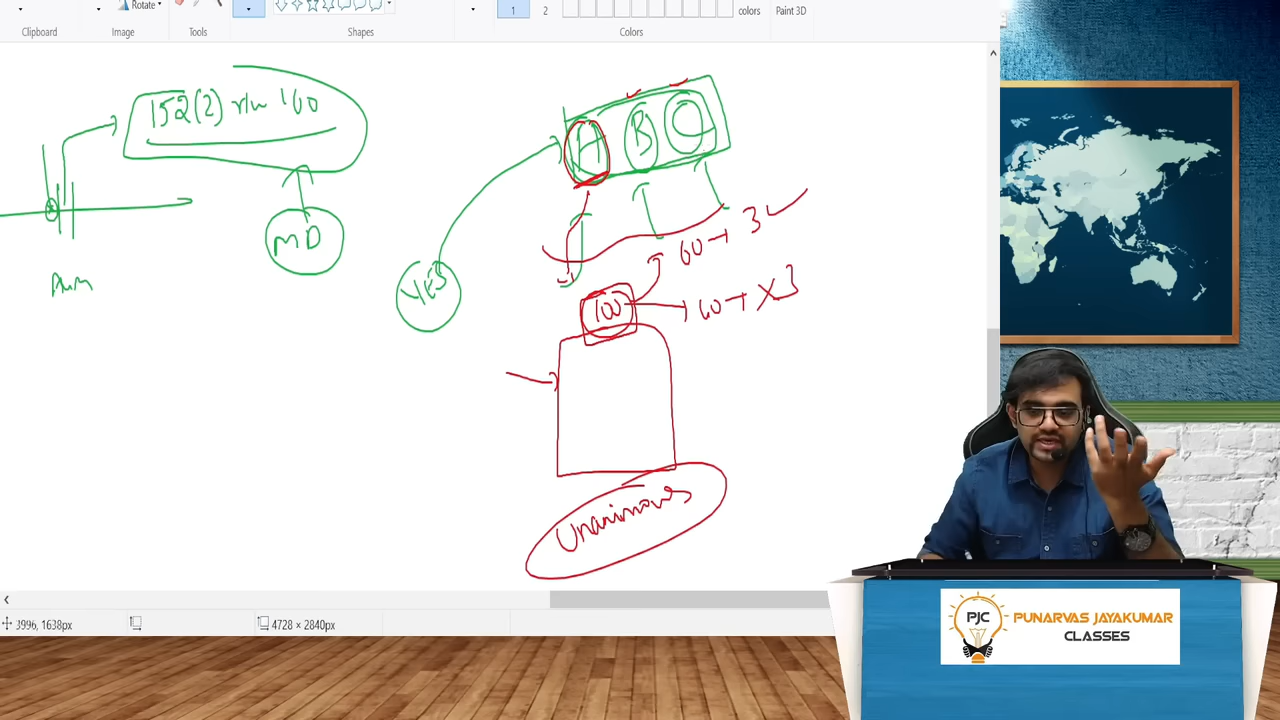 Rotate
1
2
colors
Paint 3D
Clipboard
Image
Tools
Shapes
Colors
152(2) r/w 160
MD
YES
A B C
60 → 3
100
60 → X 3
Unanimous
3996, 1638px
4728 × 2840px
PJC
PUNARVAS JAYAKUMAR
CLASSES